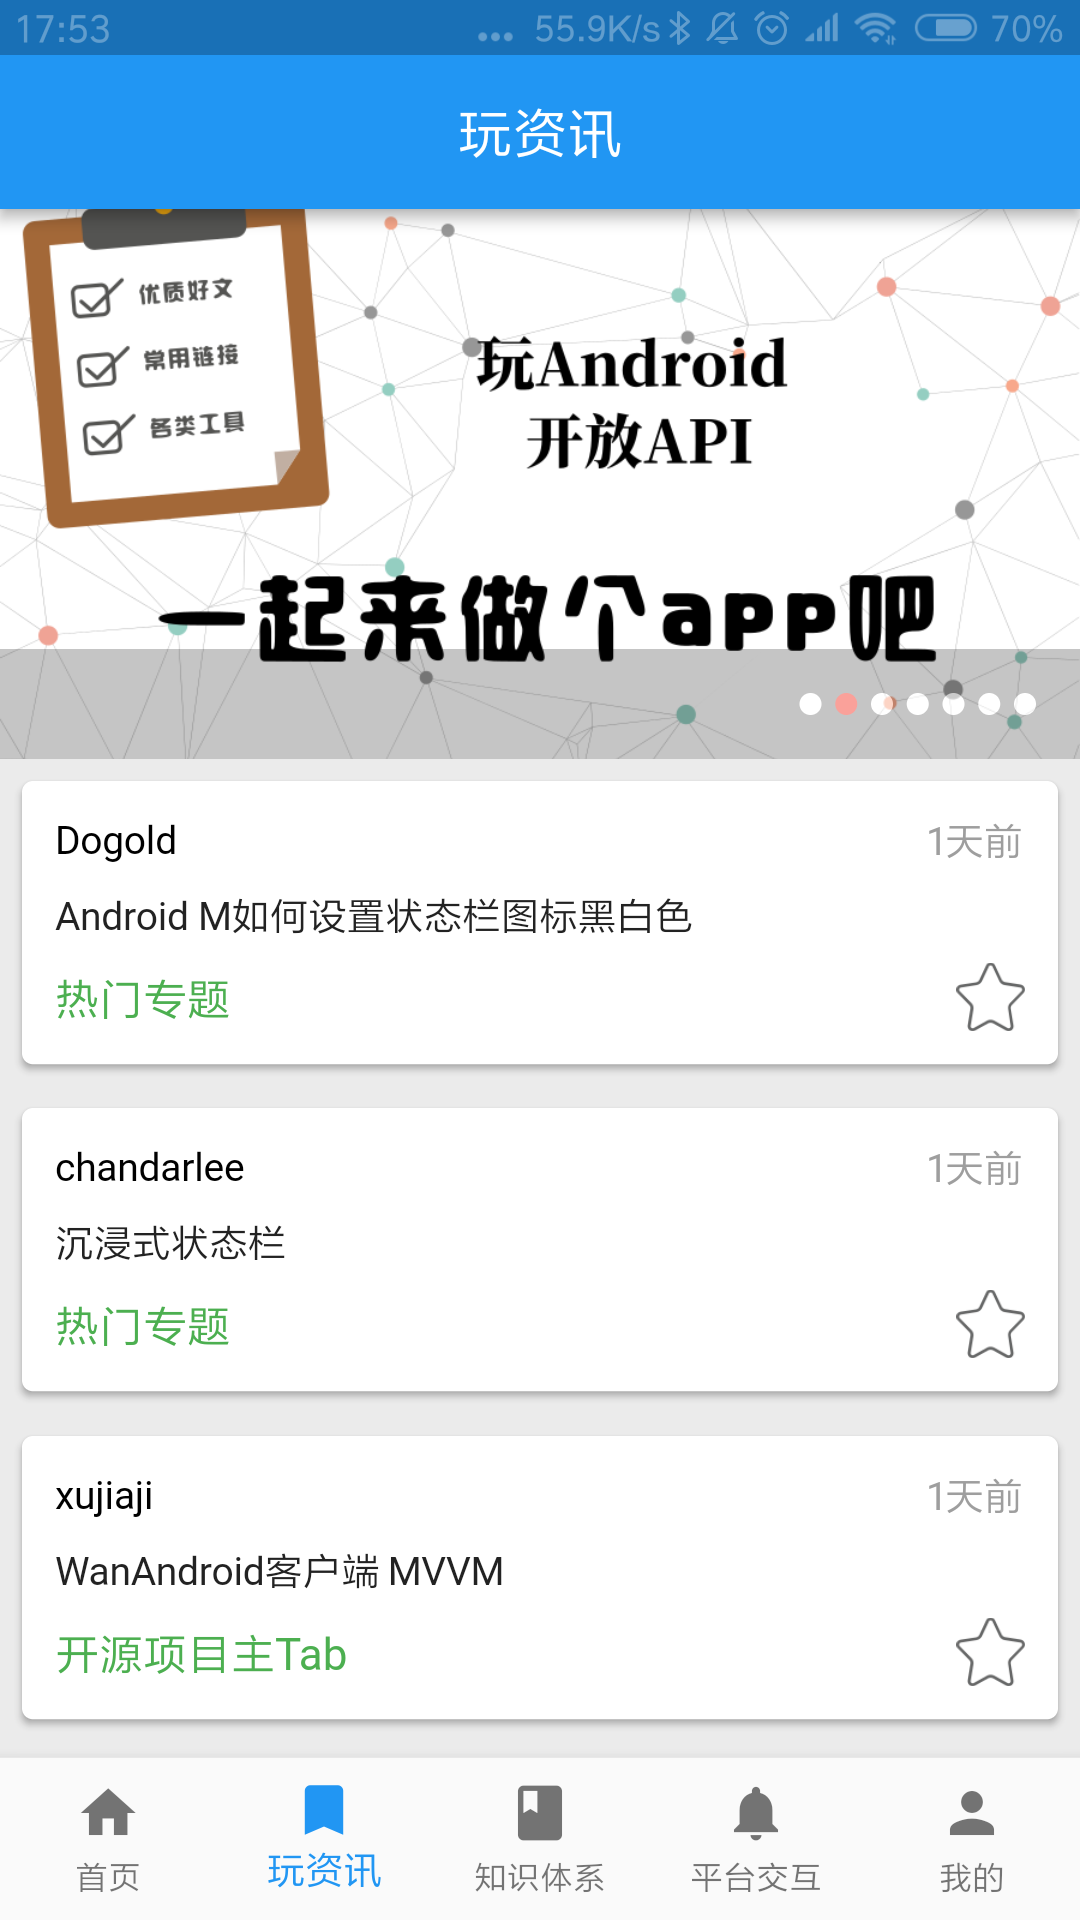 17:53
... 55.9K/s 70%
玩资讯
优质好文
常用链接
各类工具
玩Android
开放API
一起来做个app吧
Dogold 1天前
Android M如何设置状态栏图标黑白色
热门专题
chandarlee 1天前
沉浸式状态栏
热门专题
xujiaji 1天前
WanAndroid客户端 MVVM
开源项目主Tab
首页 玩资讯 知识体系 平台交互 我的